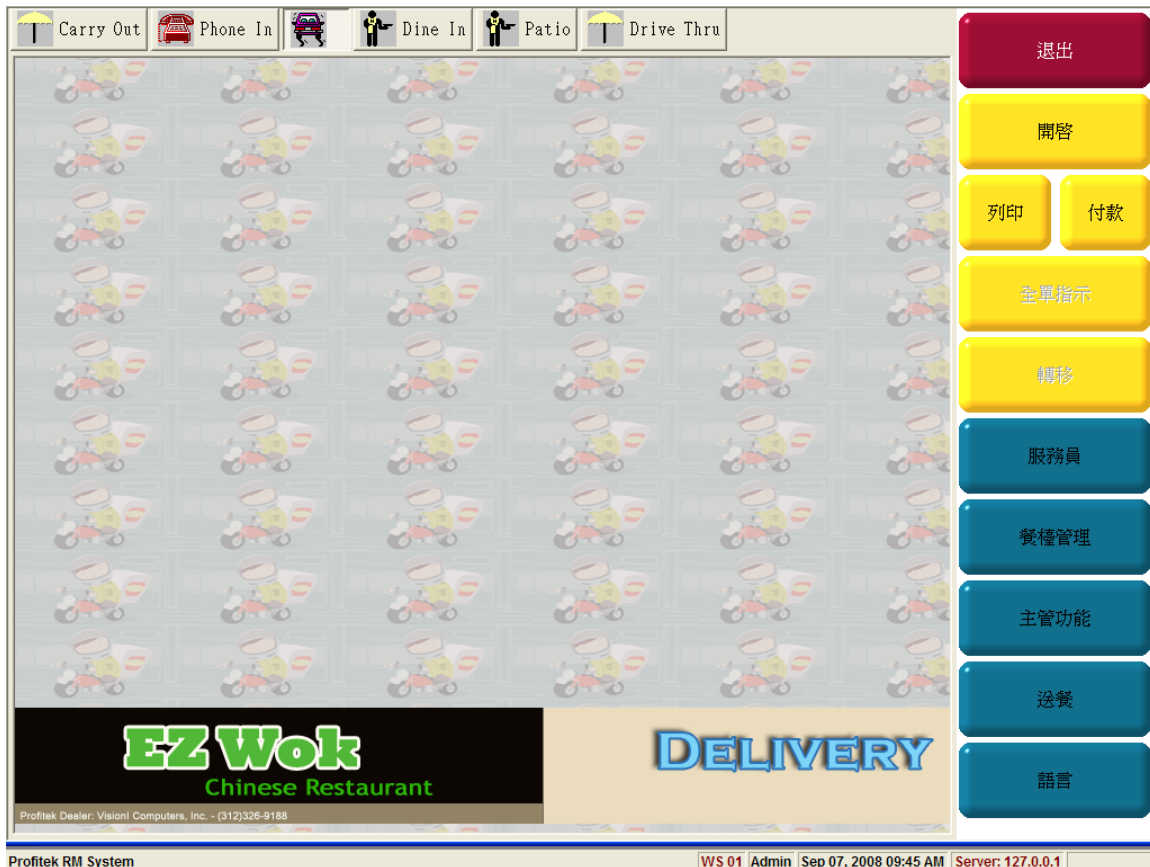 Carry Out
Phone In
Dine In
Patio
Drive Thru
退出
開啓
列印
付款
全單指示
轉移
服務員
餐檯管理
主管功能
送餐
語言
EZ Wok
Chinese Restaurant
Profitek Dealer: Visionl Computers, Inc. - (312)326-9188
DELIVERY
Profitek RM System
WS 01
Admin
Sep 07, 2008 09:45 AM
Server: 127.0.0.1